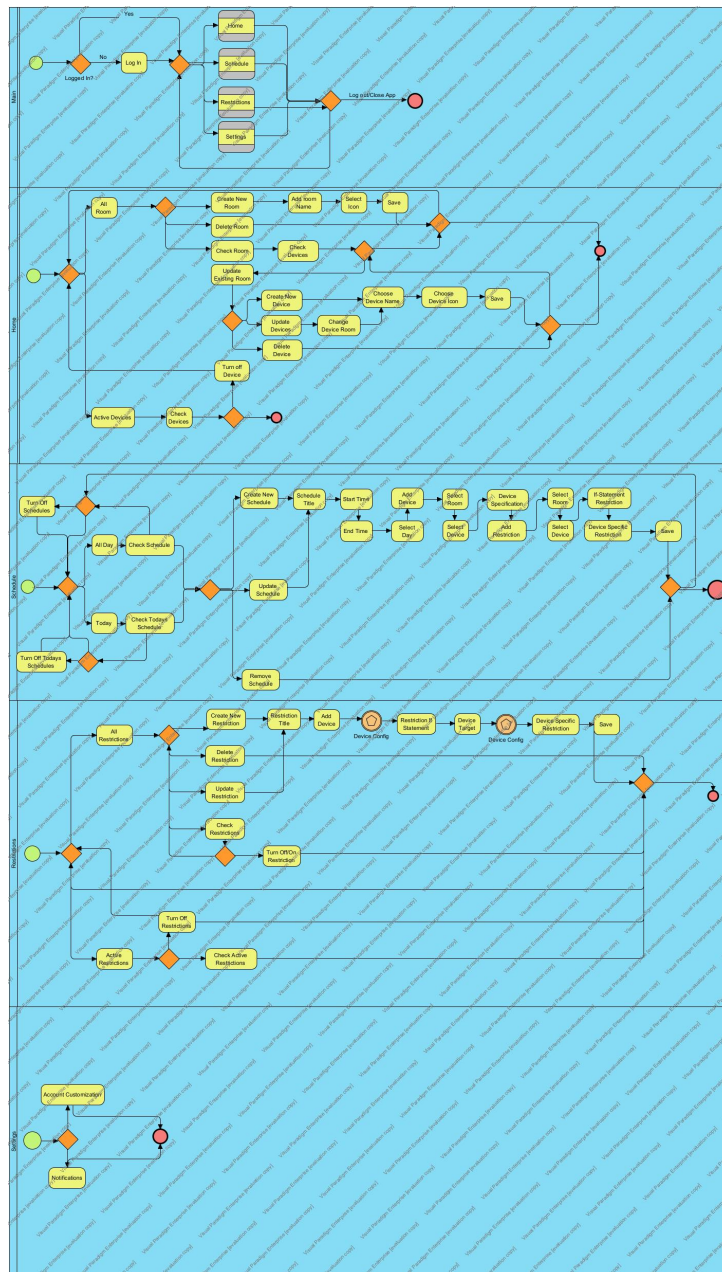 Main
Yes
No
Logged In?
Log In
Home
Schedule
Restrictions
Settings
Log out/Close App
Home
All
Room
Create New
Room
Add room
Name
Select
Icon
Save
Delete Room
Check Room
Check
Devices
Update
Existing Room
Create New
Device
Choose
Device Name
Choose
Device Icon
Save
Update
Devices
Change
Device Room
Delete
Device
Turn off
Device
Active Devices
Check
Devices
Schedule
Turn Off
Schedules
All Day
Check Schedule
Today
Check Todays
Schedule
Turn Off Todays
Schedules
Create New
Schedule
Schedule
Title
Start Time
End Time
Select
Day
Add
Device
Select
Room
Select
Device
Device
Specification
Add
Restriction
Select
Room
Select
Device
If-Statement
Restriction
Device Specific
Restriction
Save
Update
Schedule
Remove
Schedule
Restrictions
All
Restrictions
Create New
Restriction
Restriction
Title
Add
Device
Device Config
Restriction If
Statement
Device
Target
Device Config
Device Specific
Restriction
Save
Delete
Restriction
Update
Restriction
Check
Restrictions
Turn Off/On
Restriction
Turn Off
Restrictions
Active
Restrictions
Check Active
Restrictions
Settings
Account Customization
Notifications
Visual Paradigm Enterprise [evaluation copy]